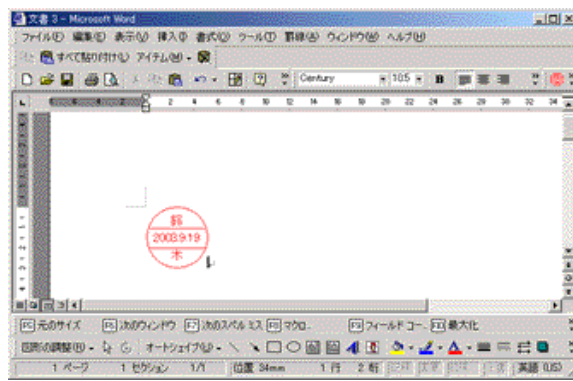 文書 3 - Microsoft Word
ファイル(F) 編集(E) 表示(V) 挿入(I) 書式(O) ツール(T) 罫線(A) ウィンドウ(W) ヘルプ(H)
すべて貼り付け(L) アイテム(M)
Century 10.5 B
2 4 6 8 10 12 14 16 18 20 22 24 26 28 30 32 34
鈴
2003.9.19
木
F5 元のサイズ F6 次のウィンドウ F7 次のスペル ミス F8 マクロ... F9 フィールド コー... F10 最大化
図形の調整(R) オートシェイプ(U)
1 ページ 1 セクション 1/1 位置 34mm 1 行 2 桁 英語 (US)